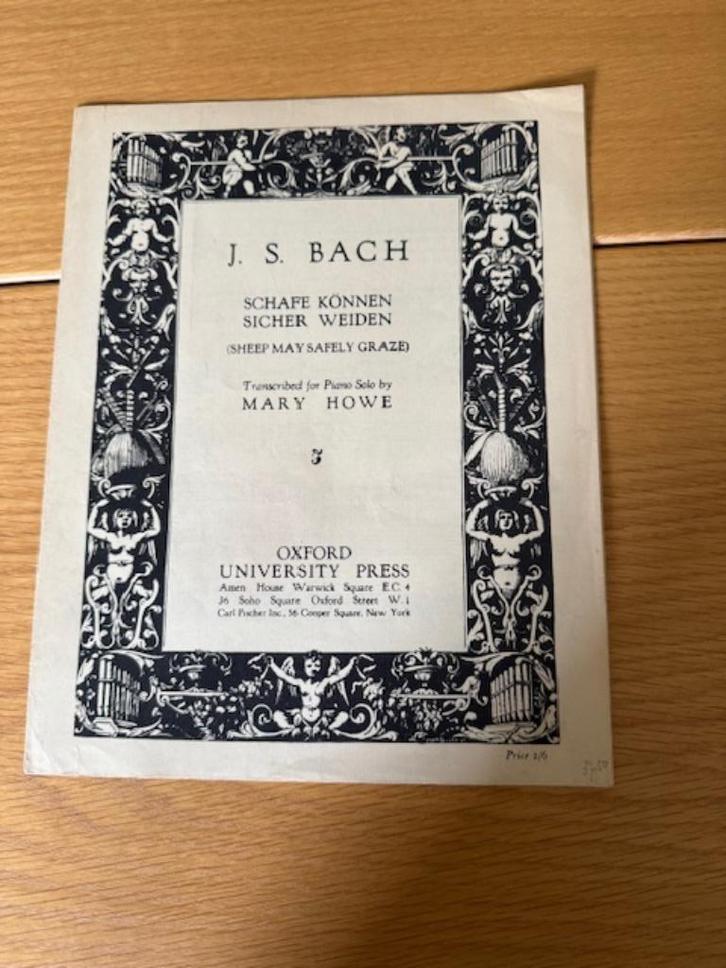 J. S. BACH
SCHAFE KÖNNEN
SICHER WEIDEN
(SHEEP MAY SAFELY GRAZE)
Transcribed for Piano Solo by
MARY HOWE
OXFORD
UNIVERSITY PRESS
Amen House Warwick Square E.C. 4
36 Soho Square Oxford Street W. 1
Carl Fischer Inc., 56 Cooper Square, New York
Price 2/6